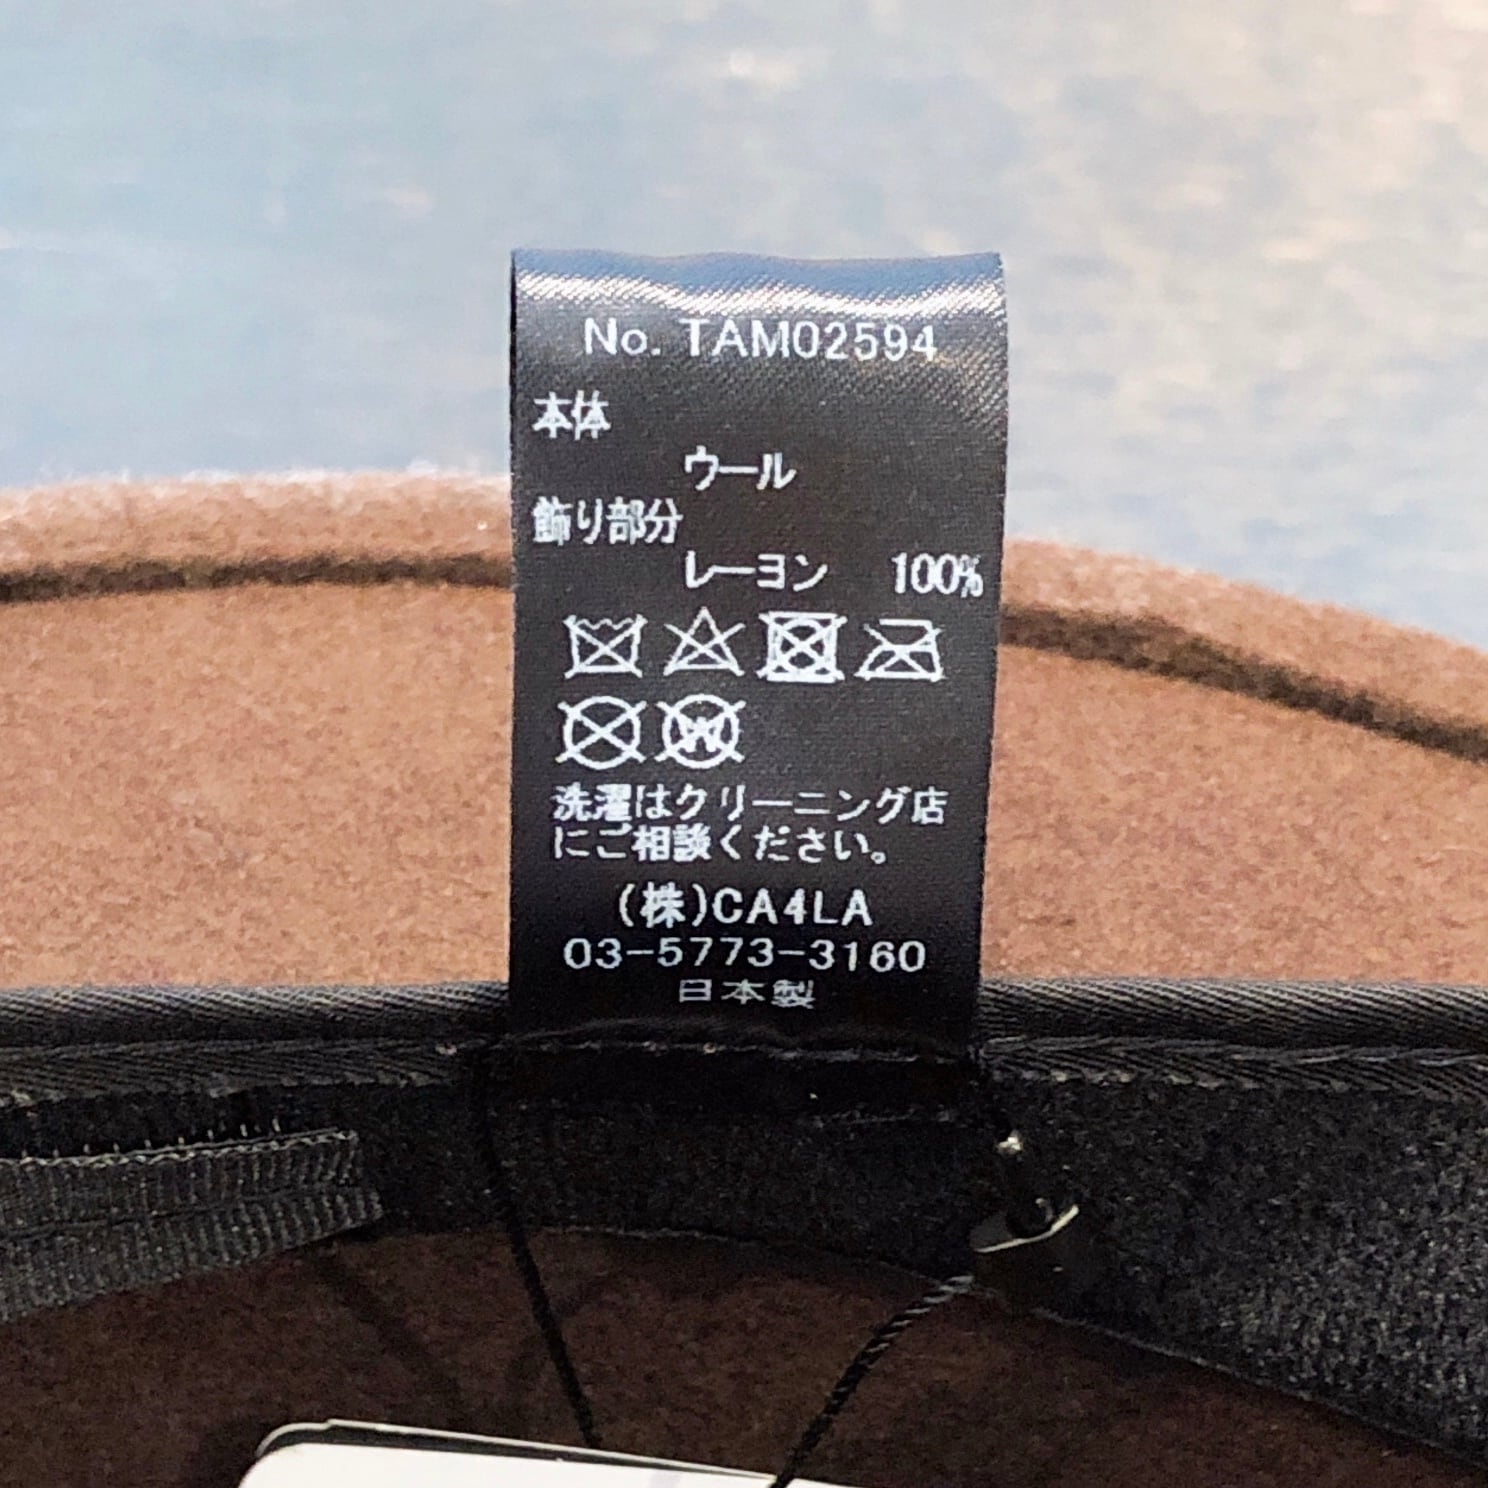 No. TAM02594
本体
ウール
飾り部分
レーヨン 100%
W
洗濯はクリーニング店
にご相談ください。
(株)CA4LA
03-5773-3160
日本製